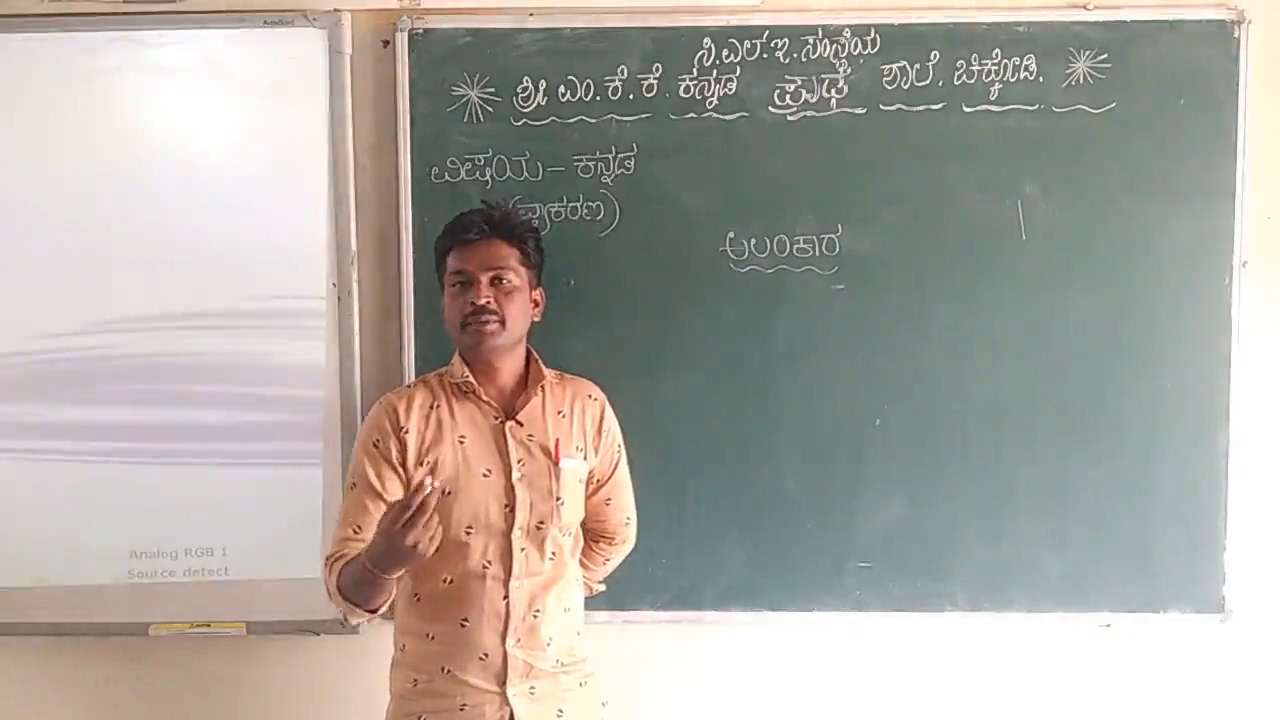 ಸಿ.ಎಲ್.ಇ. ಸಂಸ್ಥೆಯ
ಶ್ರೀ ಎಂ.ಕೆ.ಕೆ. ಕನ್ನಡ ಪ್ರೌಢ ಶಾಲೆ. ಚಿಕ್ಕೋಡಿ.
ವಿಷಯ – ಕನ್ನಡ
(ವ್ಯಾಕರಣ)
ಅಲಂಕಾರ
Analog RGB 1
Source detect